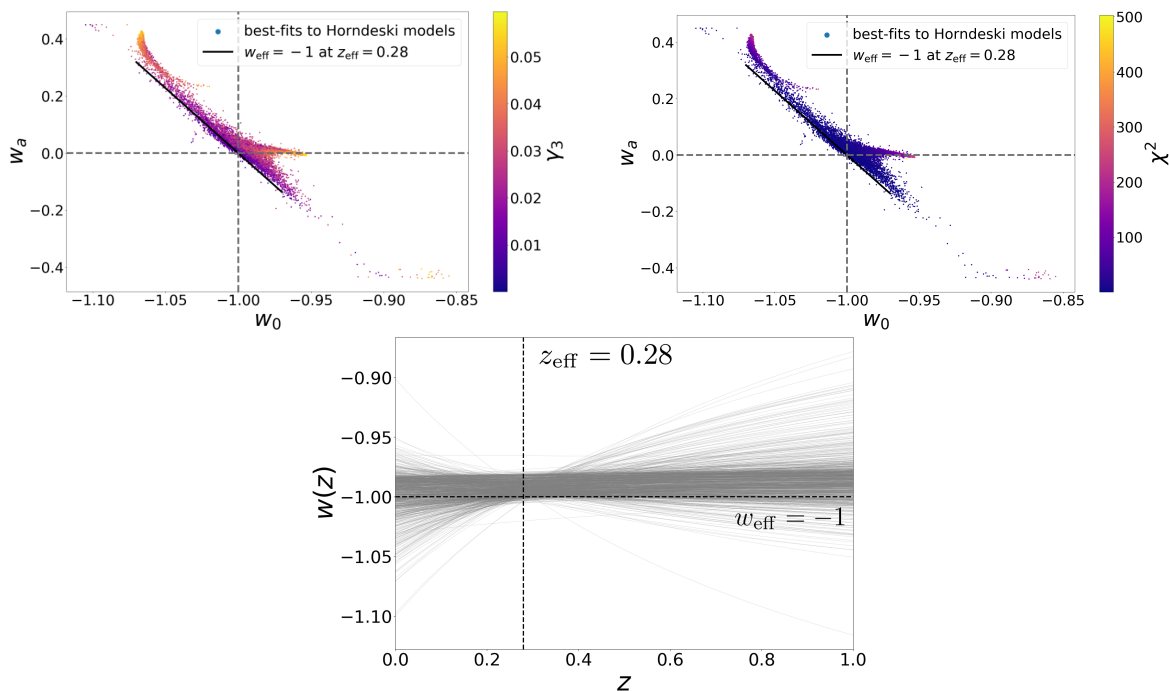 best-fits to Horndeski models
w_eff = −1 at z_eff = 0.28
0.4
0.2
0.0
−0.2
−0.4
w_a
−1.10 −1.05 −1.00 −0.95 −0.90 −0.85
w_0
0.05
0.04
0.03
0.02
0.01
γ_3
best-fits to Horndeski models
w_eff = −1 at z_eff = 0.28
0.4
0.2
0.0
−0.2
−0.4
w_a
−1.10 −1.05 −1.00 −0.95 −0.90 −0.85
w_0
500
400
300
200
100
χ^2
z_eff = 0.28
−0.90
−0.95
−1.00
−1.05
−1.10
w(z)
w_eff = −1
0.0 0.2 0.4 0.6 0.8 1.0
z